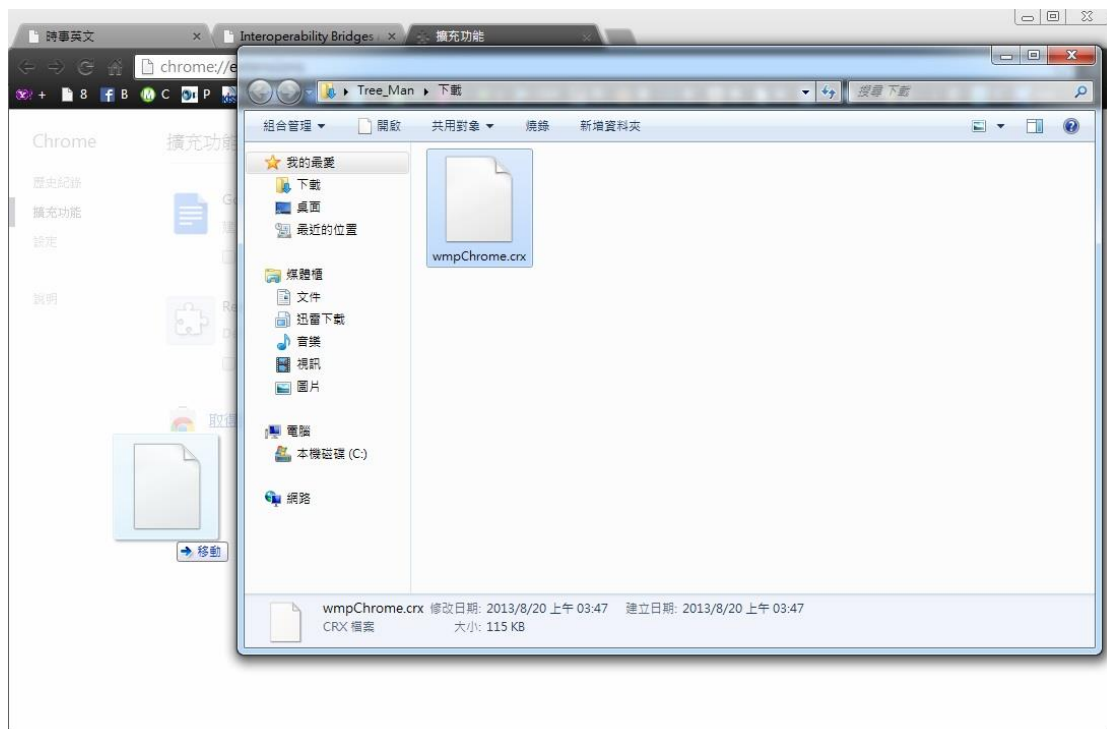 時事英文
Interoperability Bridges
擴充功能
chrome://e
+ 8 B C P
Tree_Man 下載
搜尋 下載
組合管理 開啟 共用對象 燒錄 新增資料夾
Chrome
擴充功能
歷史紀錄
擴充功能
設定
說明
取得
我的最愛
下載
桌面
最近的位置
媒體櫃
文件
迅雷下載
音樂
視訊
圖片
電腦
本機磁碟 (C:)
網路
wmpChrome.crx
移動
wmpChrome.crx 修改日期: 2013/8/20 上午 03:47 建立日期: 2013/8/20 上午 03:47
CRX 檔案 大小: 115 KB